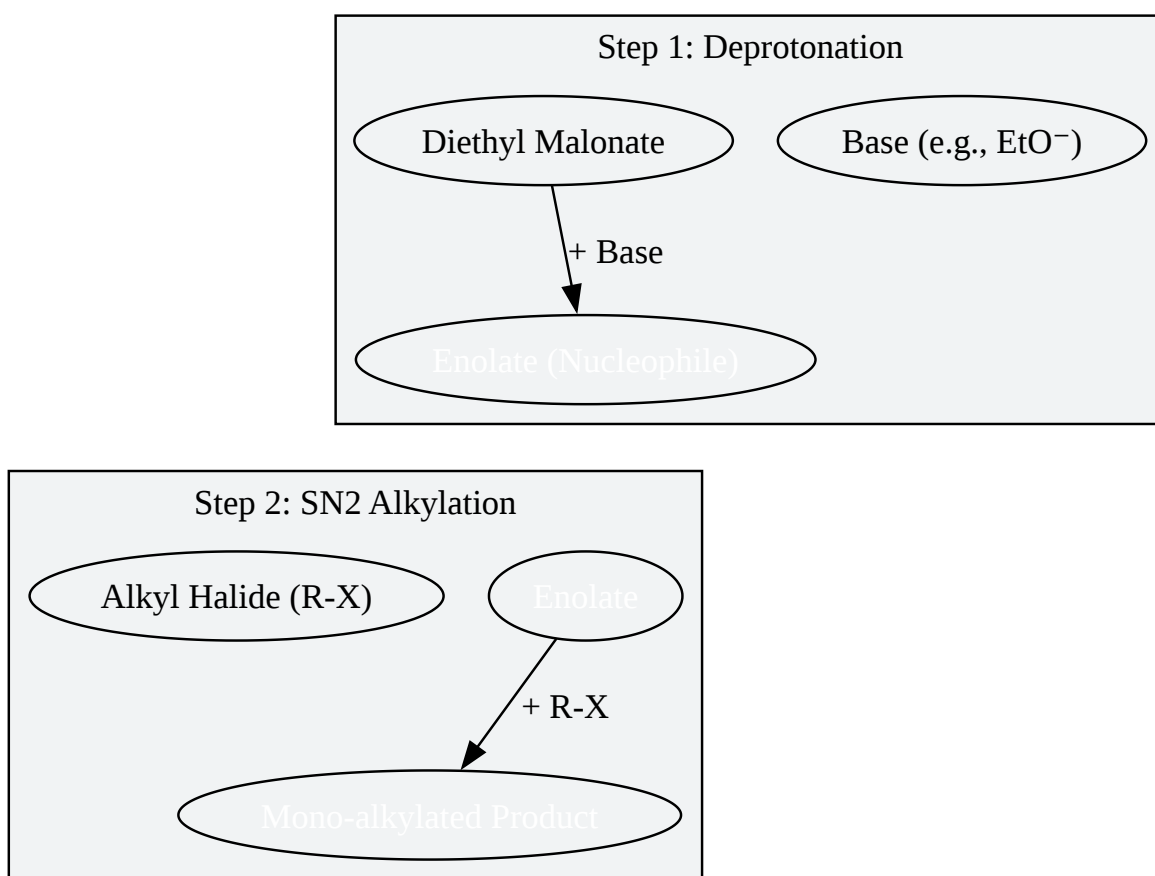 Step 1: Deprotonation
Diethyl Malonate
Base (e.g., EtO⁻)
+ Base
Enolate (Nucleophile)
Step 2: SN2 Alkylation
Alkyl Halide (R-X)
Enolate
+ R-X
Mono-alkylated Product